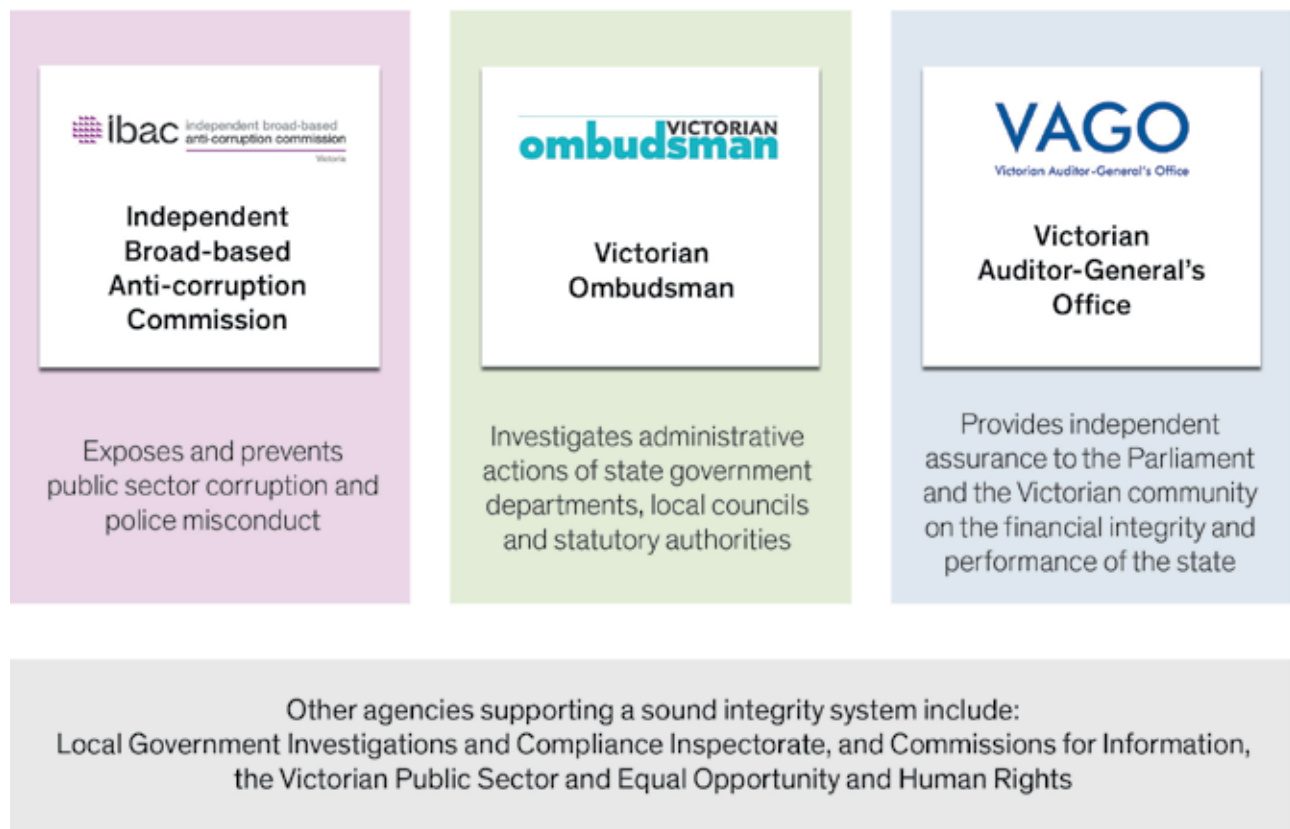 ibac independent broad-based
anti-corruption commission
Victoria
Independent
Broad-based
Anti-corruption
Commission
Exposes and prevents
public sector corruption and
police misconduct
VICTORIAN
ombudsman
Victorian
Ombudsman
Investigates administrative
actions of state government
departments, local councils
and statutory authorities
VAGO
Victorian Auditor-General's Office
Victorian
Auditor-General’s
Office
Provides independent
assurance to the Parliament
and the Victorian community
on the financial integrity and
performance of the state
Other agencies supporting a sound integrity system include:
Local Government Investigations and Compliance Inspectorate, and Commissions for Information,
the Victorian Public Sector and Equal Opportunity and Human Rights